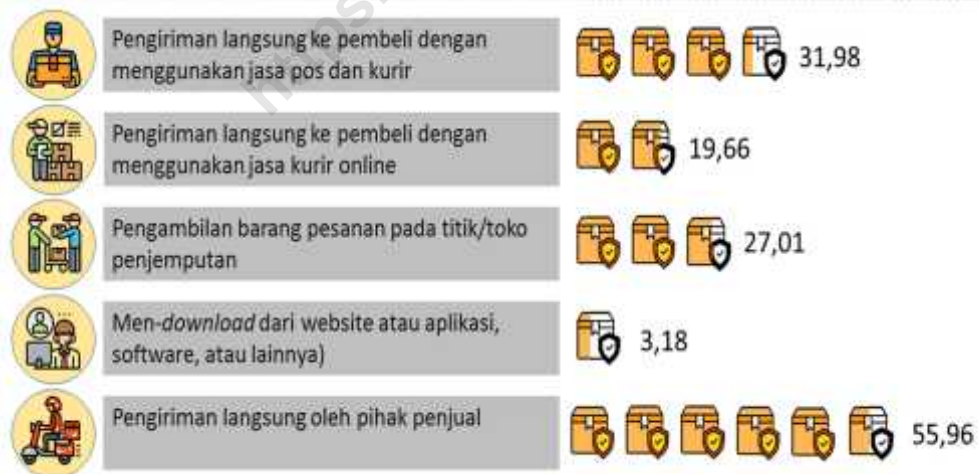 Pengiriman langsung ke pembeli dengan
menggunakan jasa pos dan kurir
31,98
Pengiriman langsung ke pembeli dengan
menggunakan jasa kurir online
19,66
Pengambilan barang pesanan pada titik/toko
penjemputan
27,01
Men-download dari website atau aplikasi,
software, atau lainnya)
3,18
Pengiriman langsung oleh pihak penjual
55,96